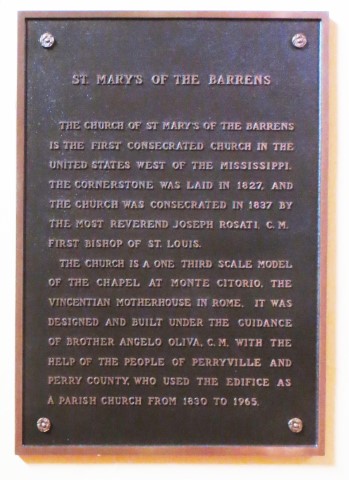 ST. MARY'S OF THE BARRENS
THE CHURCH OF ST MARY'S OF THE BARRENS
IS THE FIRST CONSECRATED CHURCH IN THE
UNITED STATES WEST OF THE MISSISSIPPI.
THE CORNERSTONE WAS LAID IN 1827, AND
THE CHURCH WAS CONSECRATED IN 1837 BY
THE MOST REVEREND JOSEPH ROSATI, C.M.
FIRST BISHOP OF ST. LOUIS.
THE CHURCH IS A ONE THIRD SCALE MODEL
OF THE CHAPEL AT MONTE CITORIO, THE
VINCENTIAN MOTHERHOUSE IN ROME. IT WAS
DESIGNED AND BUILT UNDER THE GUIDANCE
OF BROTHER ANGELO OLIVA, C.M. WITH THE
HELP OF THE PEOPLE OF PERRYVILLE AND
PERRY COUNTY, WHO USED THE EDIFICE AS
A PARISH CHURCH FROM 1830 TO 1965.